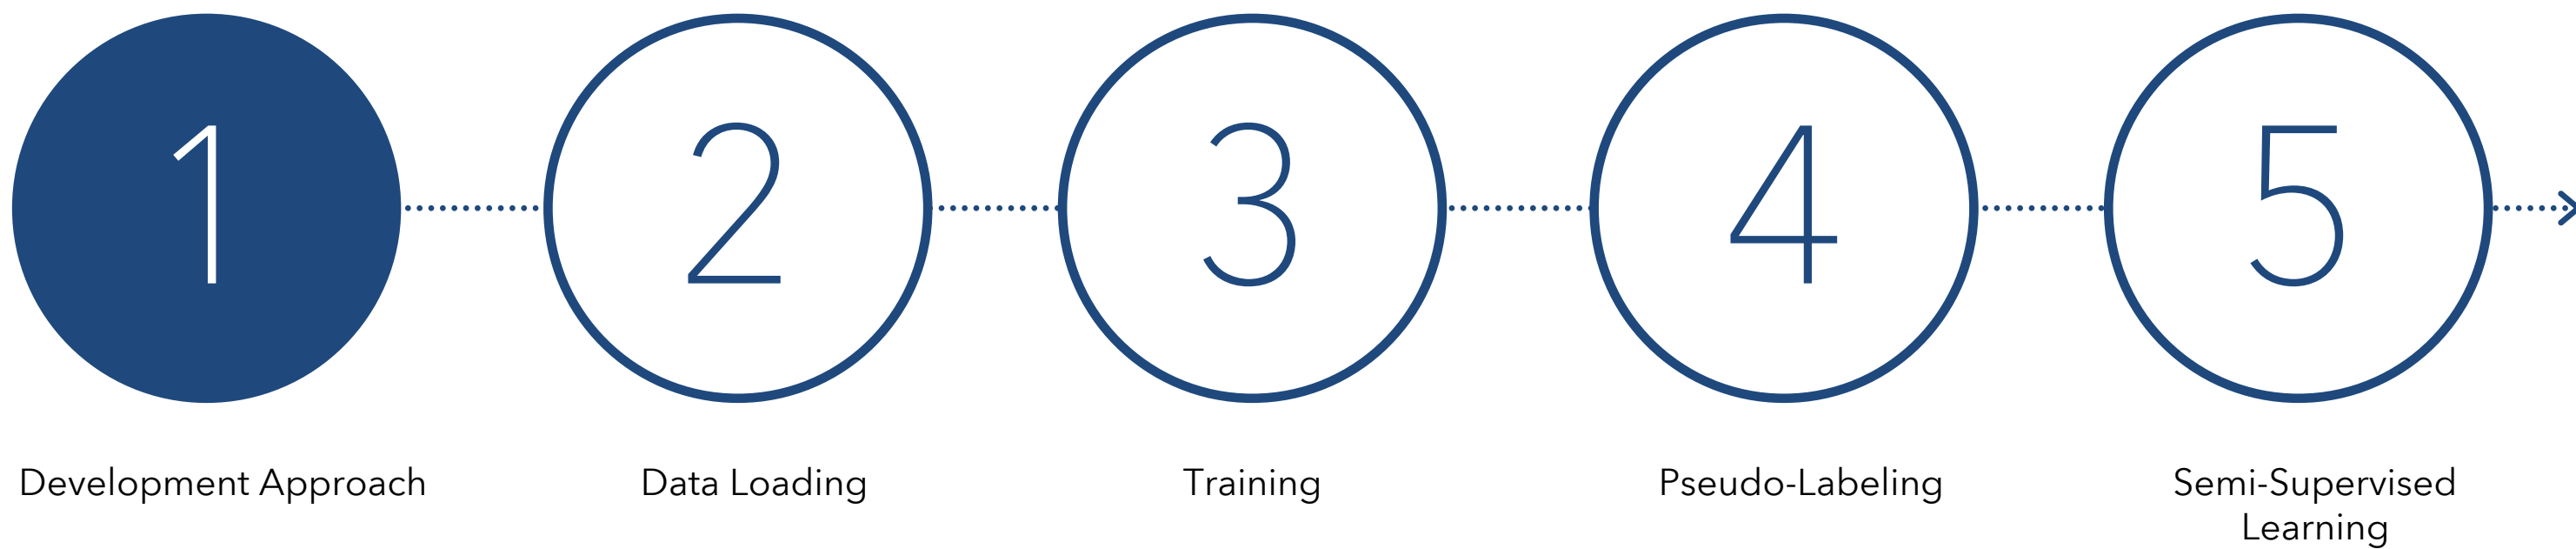 1
2
3
4
5
Development Approach
Data Loading
Training
Pseudo-Labeling
Semi-Supervised
Learning